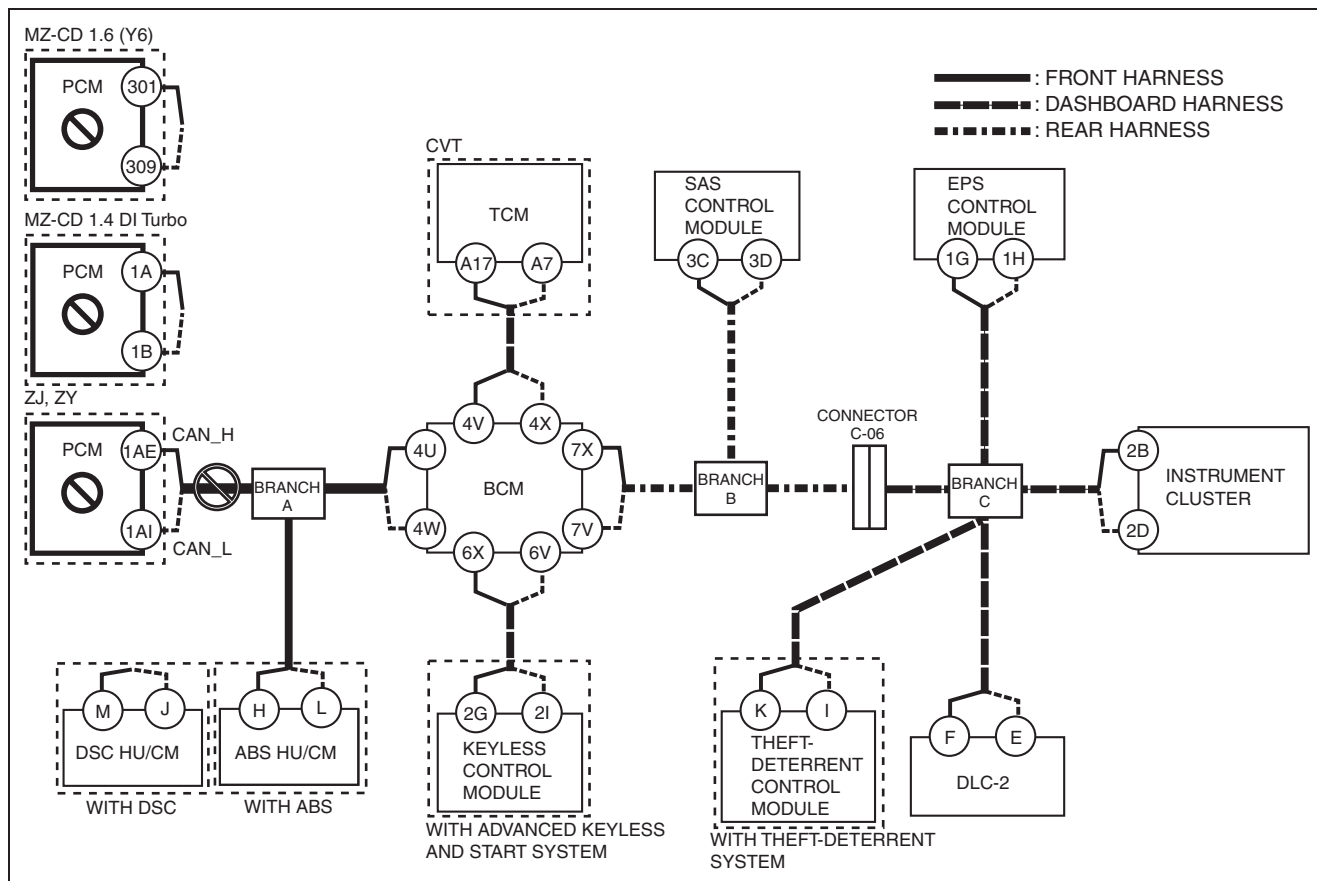 MZ-CD 1.6 (Y6)
PCM
301
309
MZ-CD 1.4 DI Turbo
PCM
1A
1B
ZJ, ZY
PCM
1AE
1AI
CAN_H
CAN_L
BRANCH
A
: FRONT HARNESS
: DASHBOARD HARNESS
: REAR HARNESS
CVT
TCM
A17
A7
SAS
CONTROL
MODULE
3C
3D
EPS
CONTROL
MODULE
1G
1H
4V
4X
4U
4W
BCM
7X
7V
6X
6V
BRANCH
B
CONNECTOR
C-06
BRANCH
C
2B
2D
INSTRUMENT
CLUSTER
M
J
DSC HU/CM
WITH DSC
H
L
ABS HU/CM
WITH ABS
2G
2I
KEYLESS
CONTROL
MODULE
WITH ADVANCED KEYLESS
AND START SYSTEM
K
I
THEFT-
DETERRENT
CONTROL
MODULE
WITH THEFT-DETERRENT
SYSTEM
F
E
DLC-2